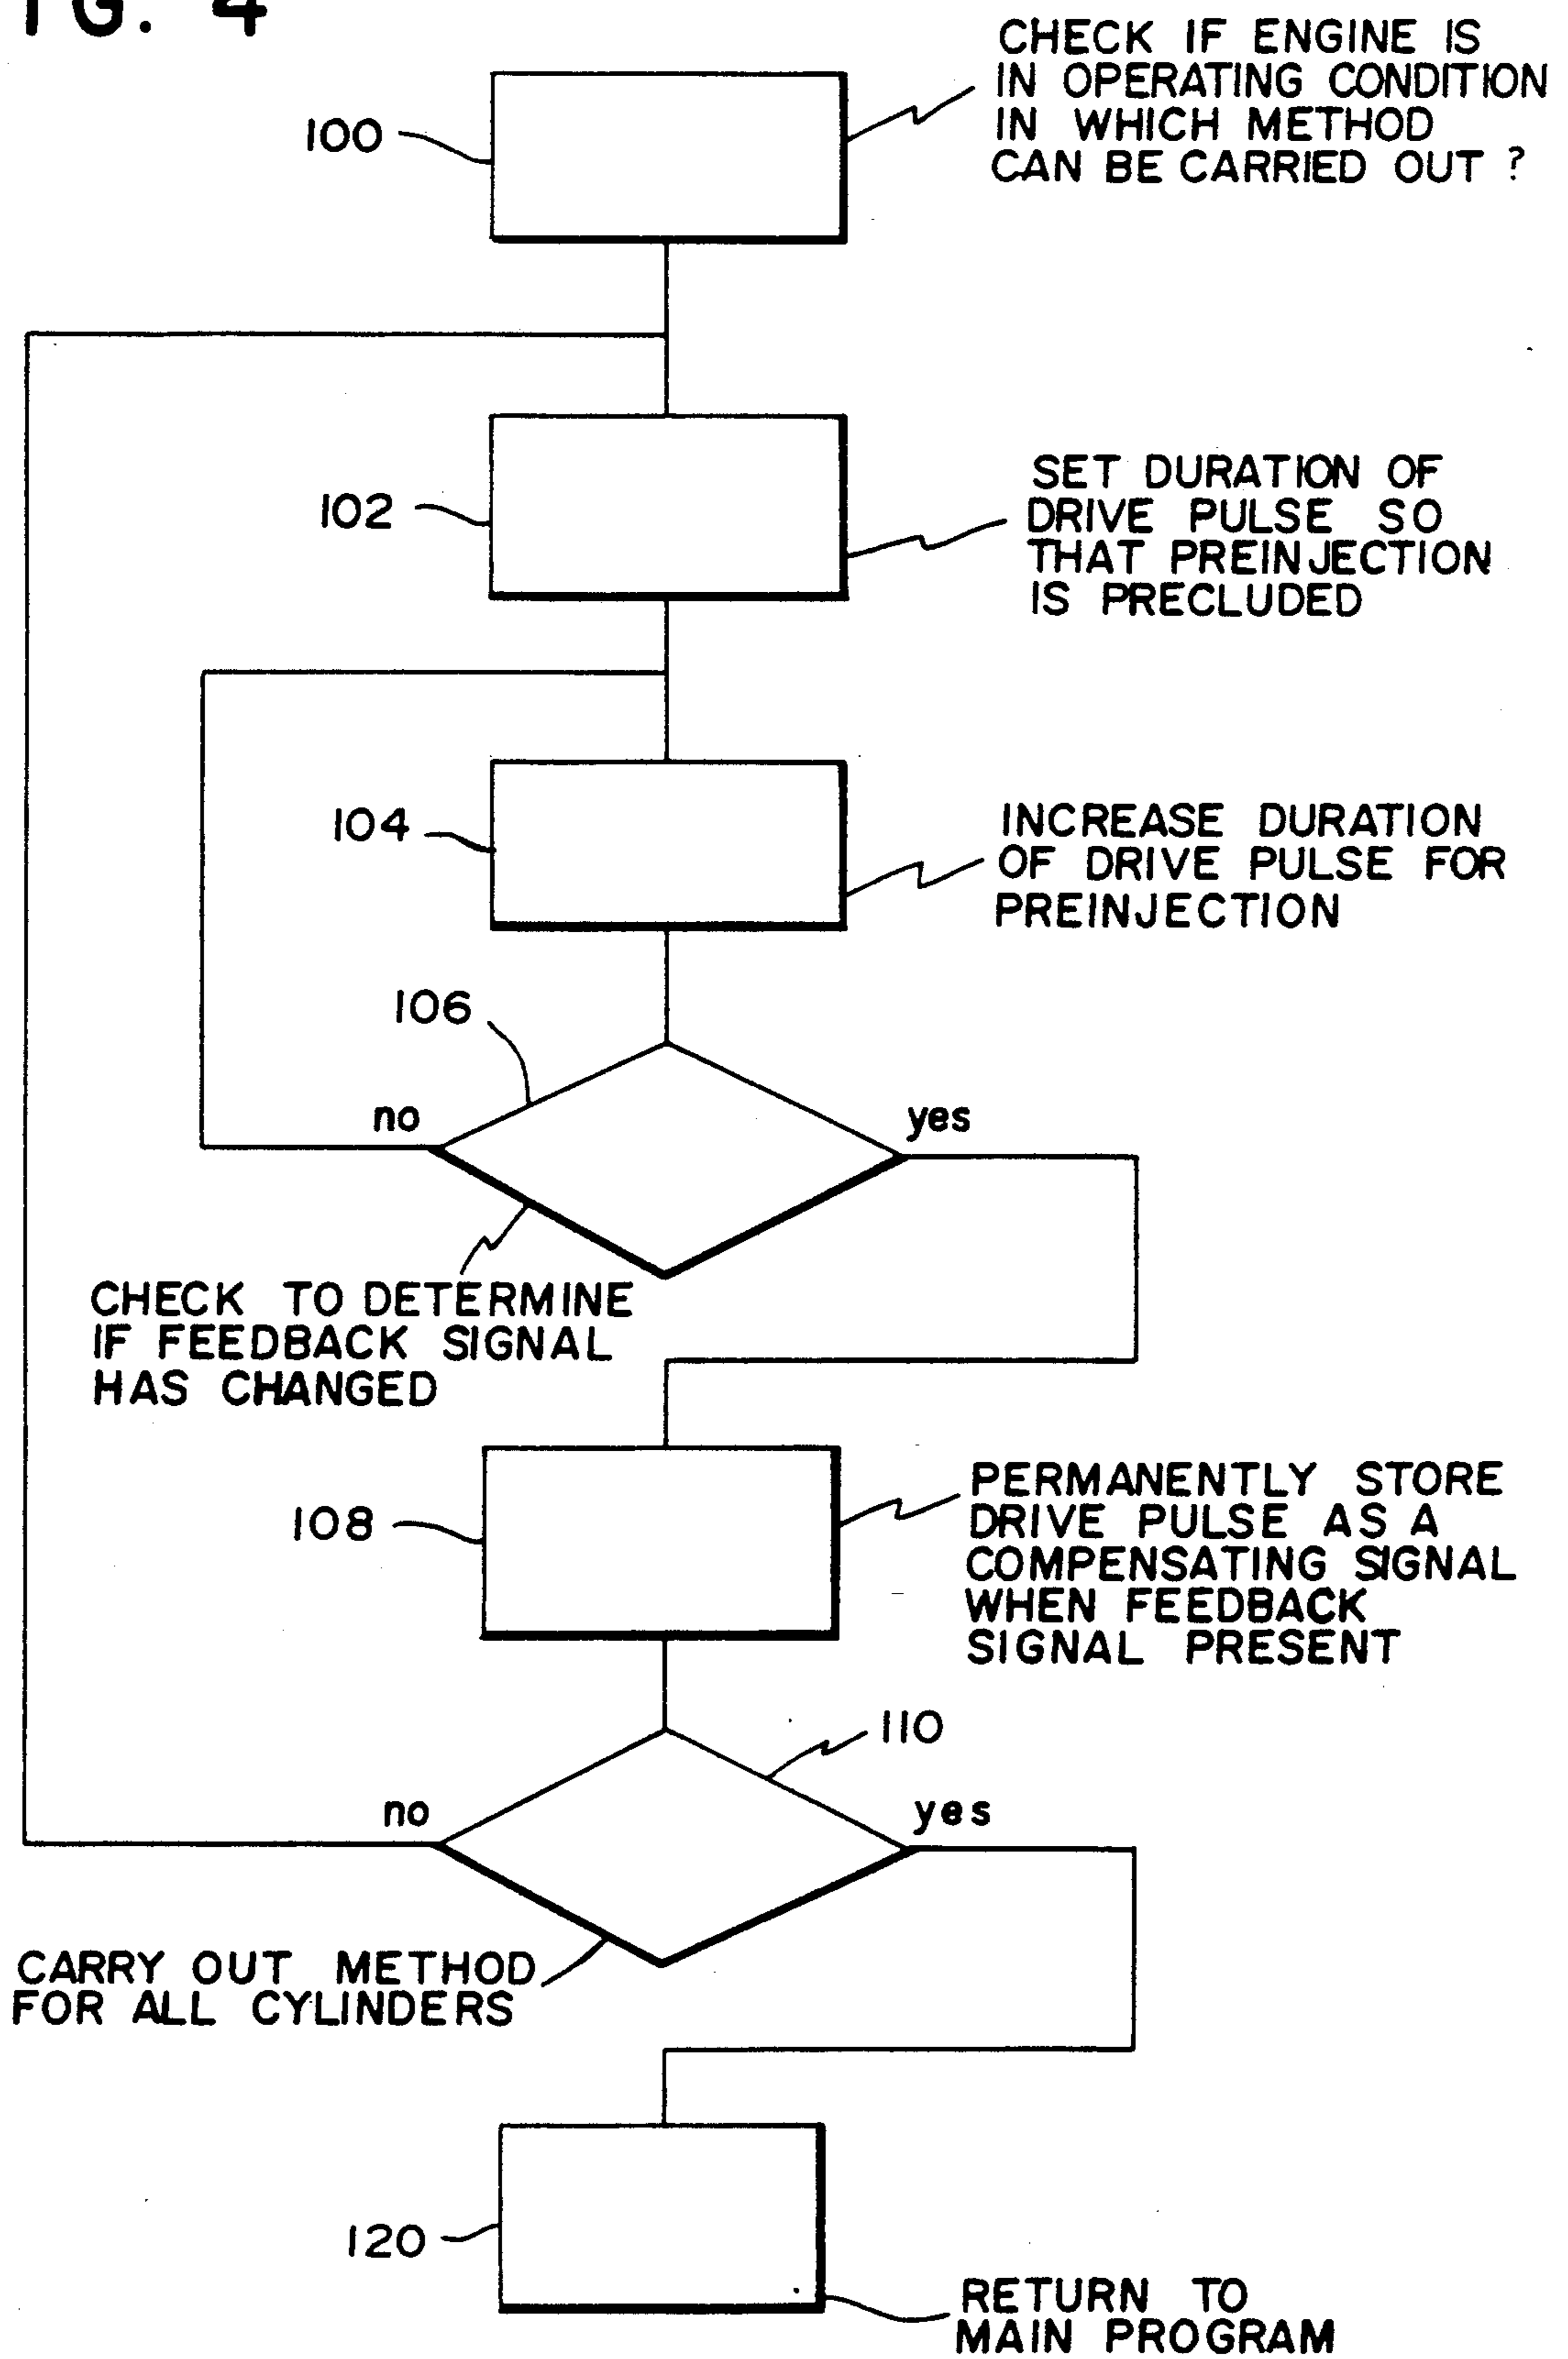 IG. 4
CHECK IF ENGINE IS
IN OPERATING CONDITION
IN WHICH METHOD
CAN BE CARRIED OUT ?
100
102
SET DURATION OF
DRIVE PULSE SO
THAT PREINJECTION
IS PRECLUDED
104
INCREASE DURATION
OF DRIVE PULSE FOR
PREINJECTION
106
no
yes
CHECK TO DETERMINE
IF FEEDBACK SIGNAL
HAS CHANGED
108
PERMANENTLY STORE
DRIVE PULSE AS A
COMPENSATING SIGNAL
WHEN FEEDBACK
SIGNAL PRESENT
110
no
yes
CARRY OUT METHOD
FOR ALL CYLINDERS
120
RETURN TO
MAIN PROGRAM